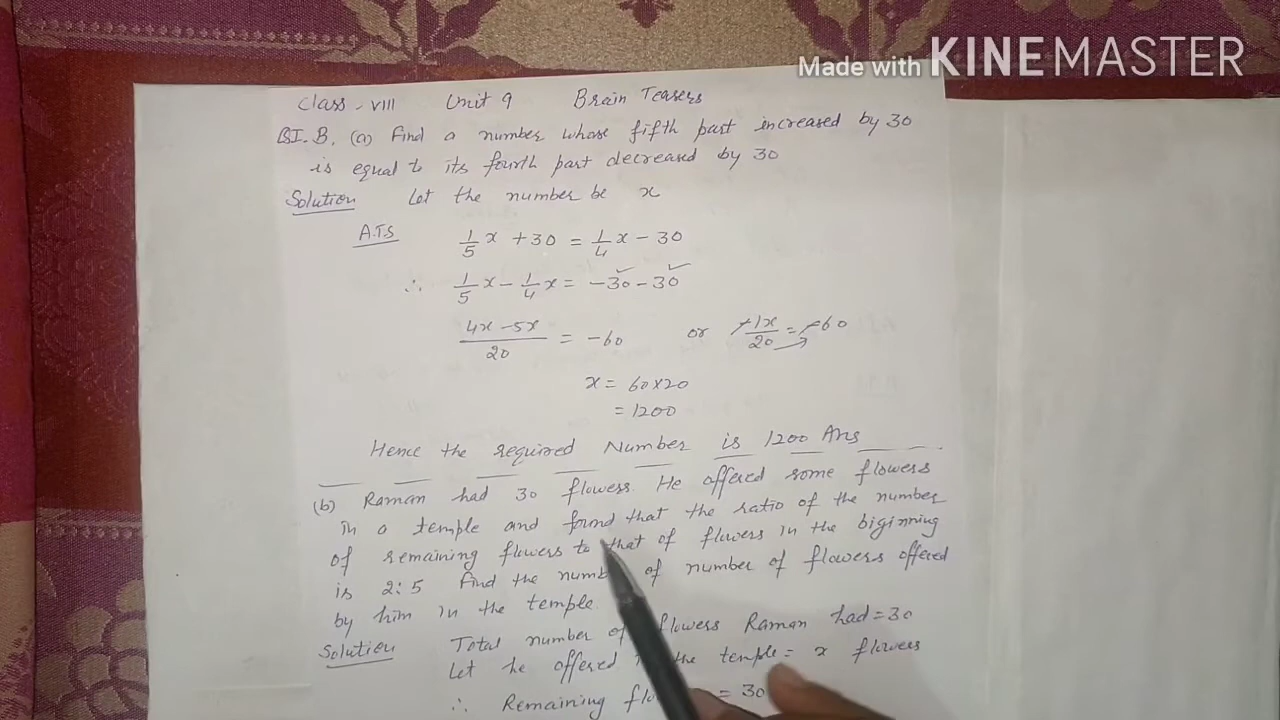 Made with KINEMASTER
Class - VIII Unit 9 Brain Teasers
Q1.B. (a) Find a number whose fifth part increased by 30
is equal to its fourth part decreased by 30
Solution Let the number be x
A.T.S 1/5 x + 30 = 1/4 x - 30
∴ 1/5 x - 1/4 x = -30 - 30
4x - 5x / 20 = -60 or -1x / 20 = -60
x = 60 x 20
= 1200
Hence the required Number is 1200 Ans
(b) Raman had 30 flowers. He offered some flowers
in a temple and found that the ratio of the number
of remaining flowers to that of flowers in the biginning
is 2:5 Find the of number of flowers offered
by him in the temple.
Solution Total number flowers Raman had = 30
Let he offered the temple = x flowers
∴ Remaining = 30